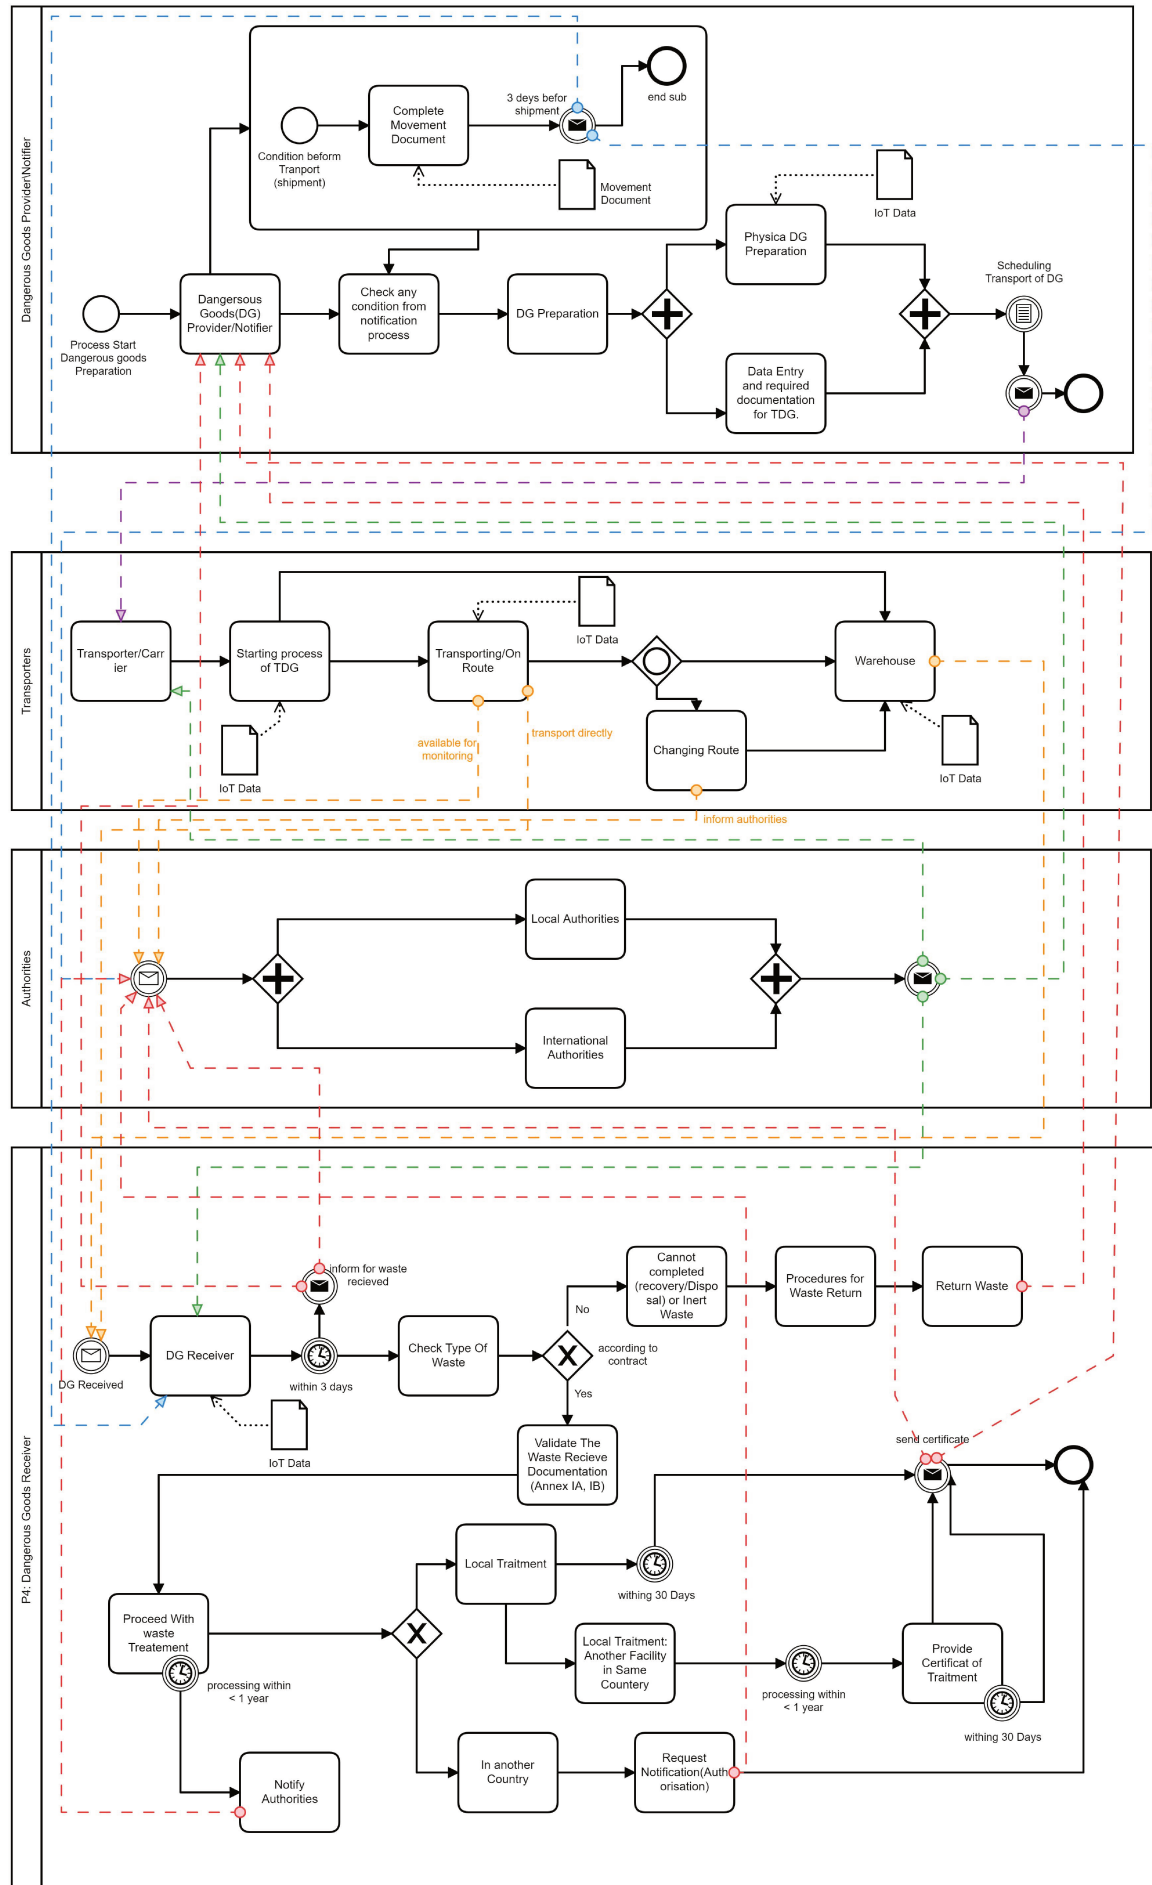 Dangerous Goods Provider\Notifier
3 deys befor
shipment
end sub
Complete
Movement
Document
Condition beform
Tranport
(shipment)
Movement
Document
IoT Data
Physica DG
Preparation
Scheduling
Transport of DG
Dangersous
Goods(DG)
Provider/Notifier
Check any
condition from
notification
process
DG Preparation
Process Start
Dangerous goods
Preparation
Data Entry
and required
documentation
for TDG.
Transporters
IoT Data
Transporter/Carr
ier
Starting process
of TDG
Transporting/On
Route
Warehouse
transport directly
available for
monitoring
Changing Route
IoT Data
IoT Data
inform authorities
Authorities
Local Authorities
International
Authorities
P4: Dangerous Goods Receiver
inform for waste
recieved
Cannot
completed
(recovery/Dispo
sal) or Inert
Waste
Procedures for
Waste Return
Return Waste
No
DG Receiver
Check Type Of
Waste
according to
contract
DG Received
within 3 days
Yes
IoT Data
Validate The
Waste Recieve
Documentation
(Annex IA, IB)
send certificate
Local Traitment
withing 30 Days
Proceed With
waste
Treatement
Local Traitment:
Another Facility
in Same
Countery
Provide
Certificat of
Traitment
processing within
< 1 year
processing within
< 1 year
withing 30 Days
In another
Country
Request
Notification(Auth
orisation)
Notify
Authorities